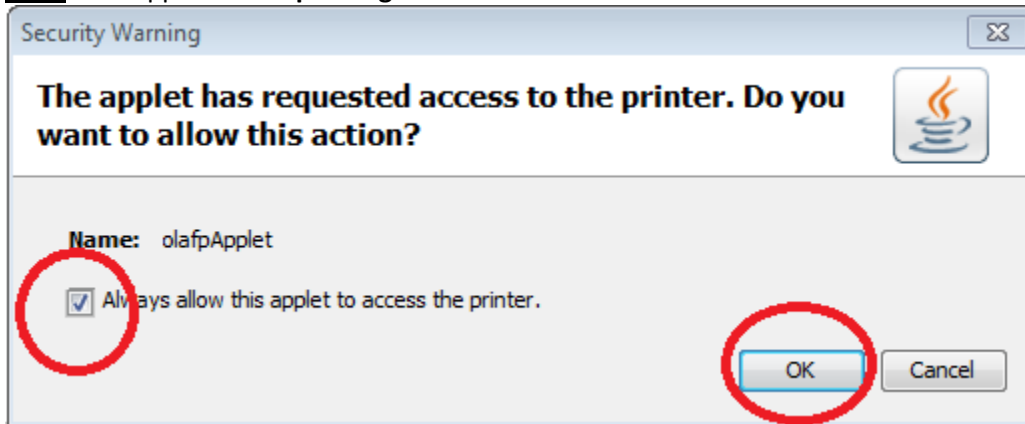 Security Warning
The applet has requested access to the printer. Do you
want to allow this action?
Name: olafpApplet
Always allow this applet to access the printer.
OK
Cancel